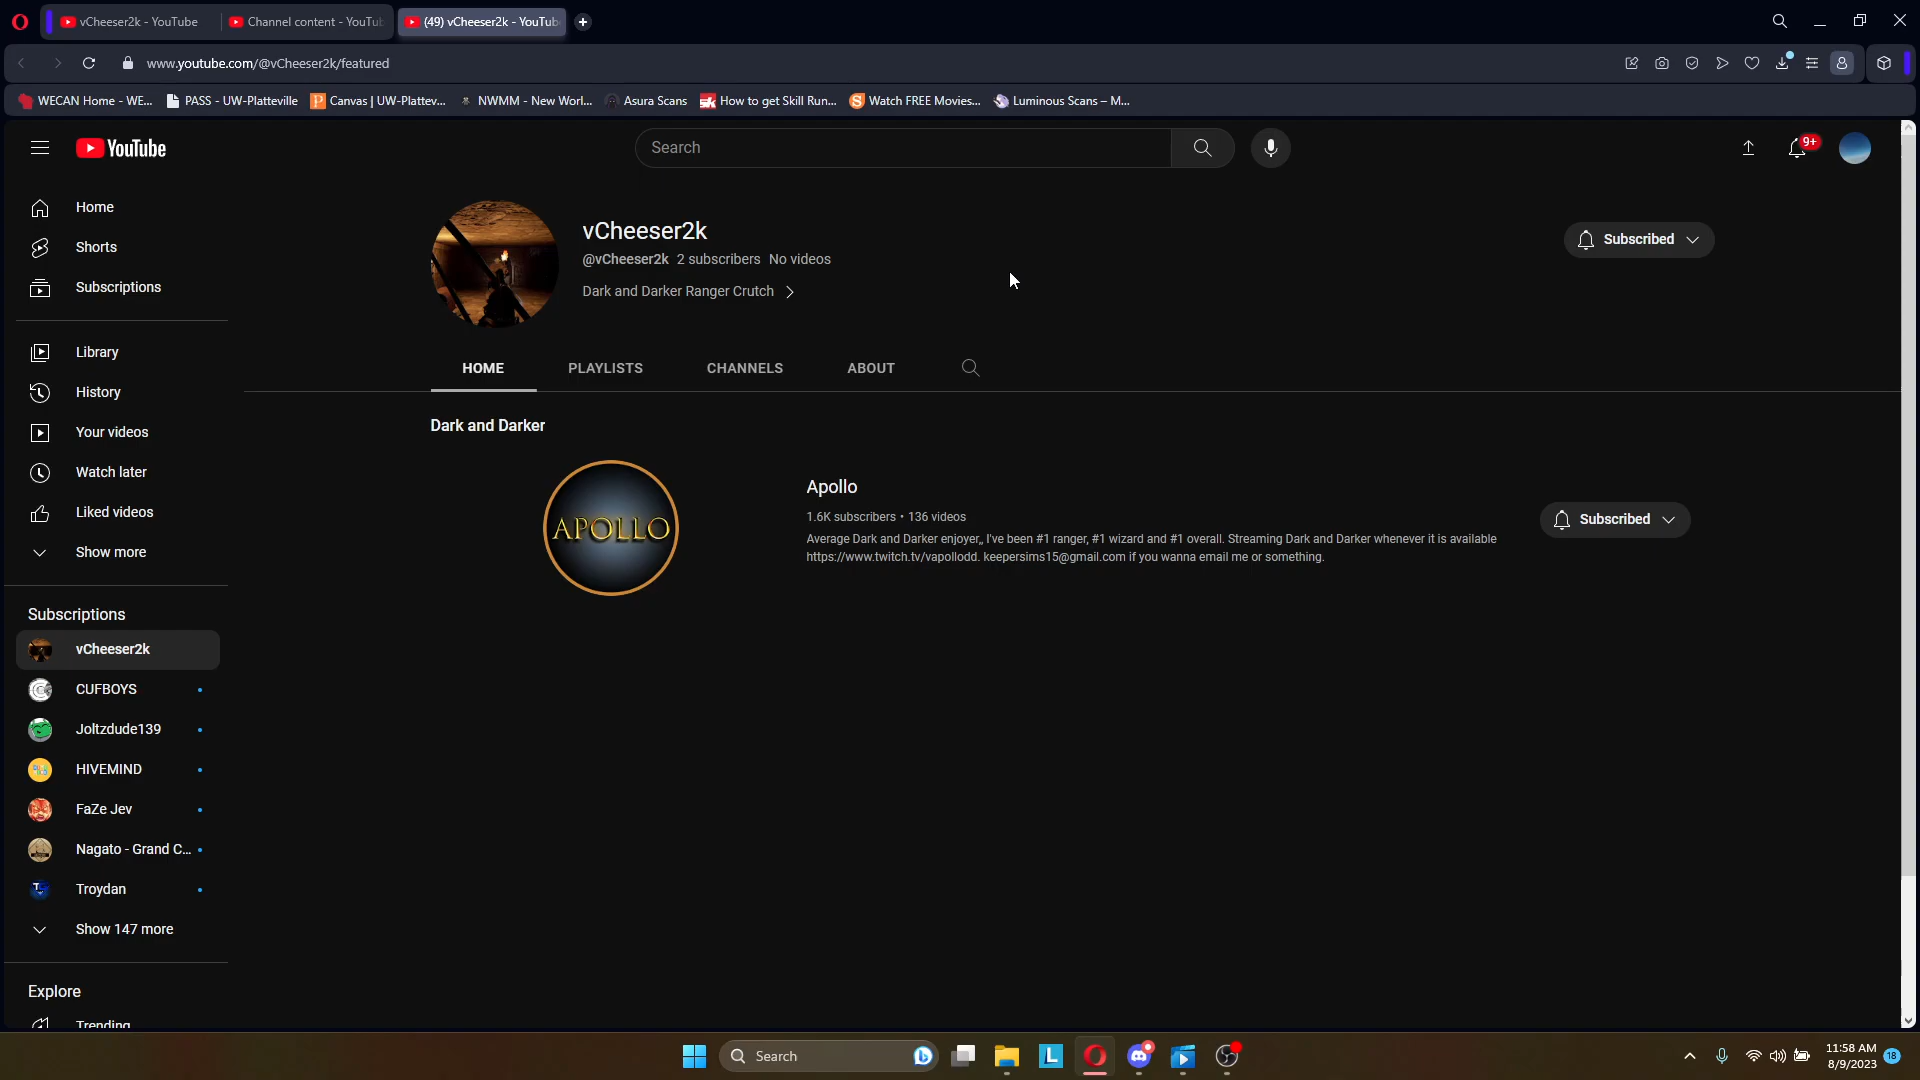 vCheeser2k - YouTube
Channel content - YouTub
(49) vCheeser2k - YouTub
www.youtube.com/@vCheeser2k/featured
WECAN Home - WE...
PASS - UW-Platteville
Canvas | UW-Plattev...
NWMM - New Worl...
Asura Scans
How to get Skill Run...
Watch FREE Movies...
Luminous Scans – M...
YouTube
Search
9+
Home
Shorts
Subscriptions
Library
History
Your videos
Watch later
Liked videos
Show more
Subscriptions
vCheeser2k
CUFBOYS
Joltzdude139
HIVEMIND
FaZe Jev
Nagato - Grand C...
Troydan
Show 147 more
Explore
Trending
vCheeser2k
@vCheeser2k 2 subscribers No videos
Dark and Darker Ranger Crutch
Subscribed
HOME PLAYLISTS CHANNELS ABOUT
Dark and Darker
APOLLO
Apollo
1.6K subscribers • 136 videos
Average Dark and Darker enjoyer,, I've been #1 ranger, #1 wizard and #1 overall. Streaming Dark and Darker whenever it is available
https://www.twitch.tv/vapollodd. keepersims15@gmail.com if you wanna email me or something.
Subscribed
Search
L
11:58 AM
8/9/2023
18